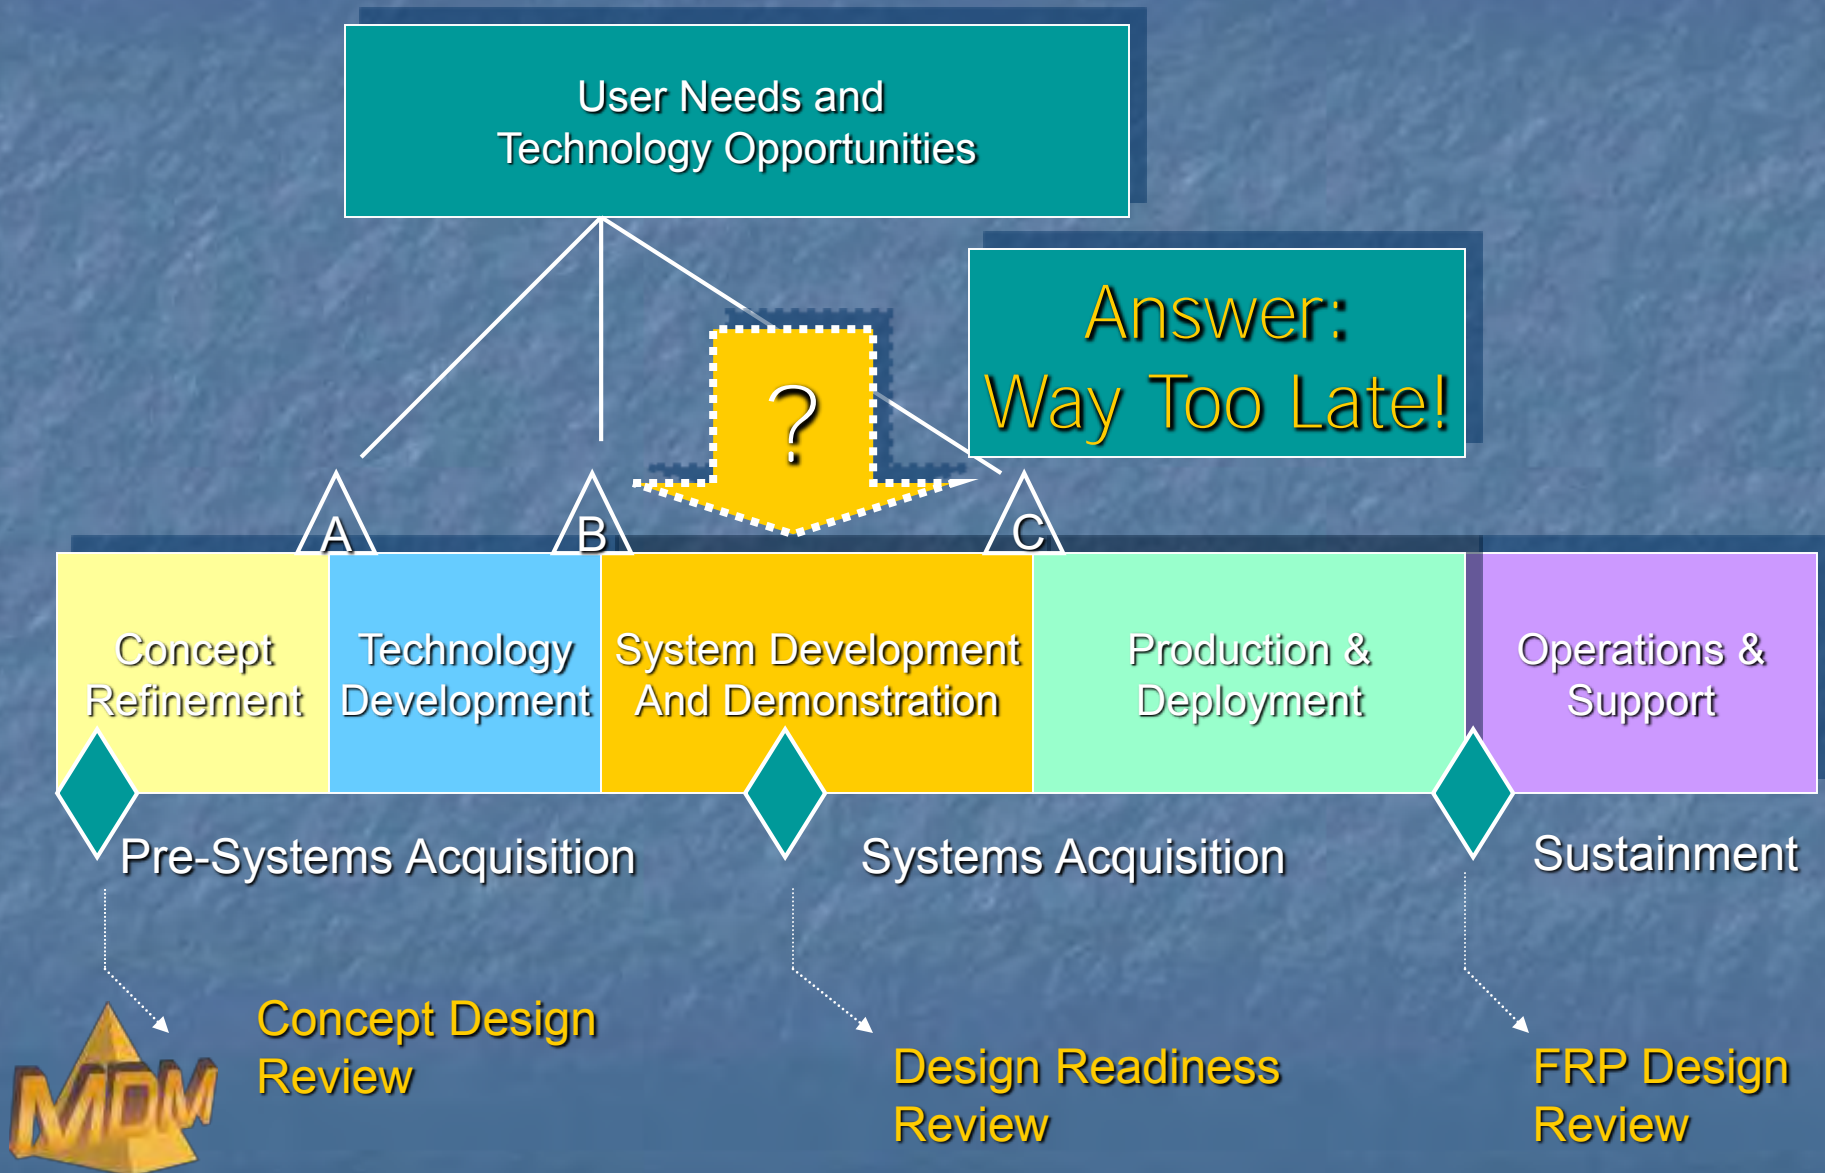 User Needs and
Technology Opportunities
Answer:
Way Too Late!
?
A
B
C
Concept
Refinement
Technology
Development
System Development
And Demonstration
Production &
Deployment
Operations &
Support
Pre-Systems Acquisition
Systems Acquisition
Sustainment
Concept Design
Review
Design Readiness
Review
FRP Design
Review
MDM